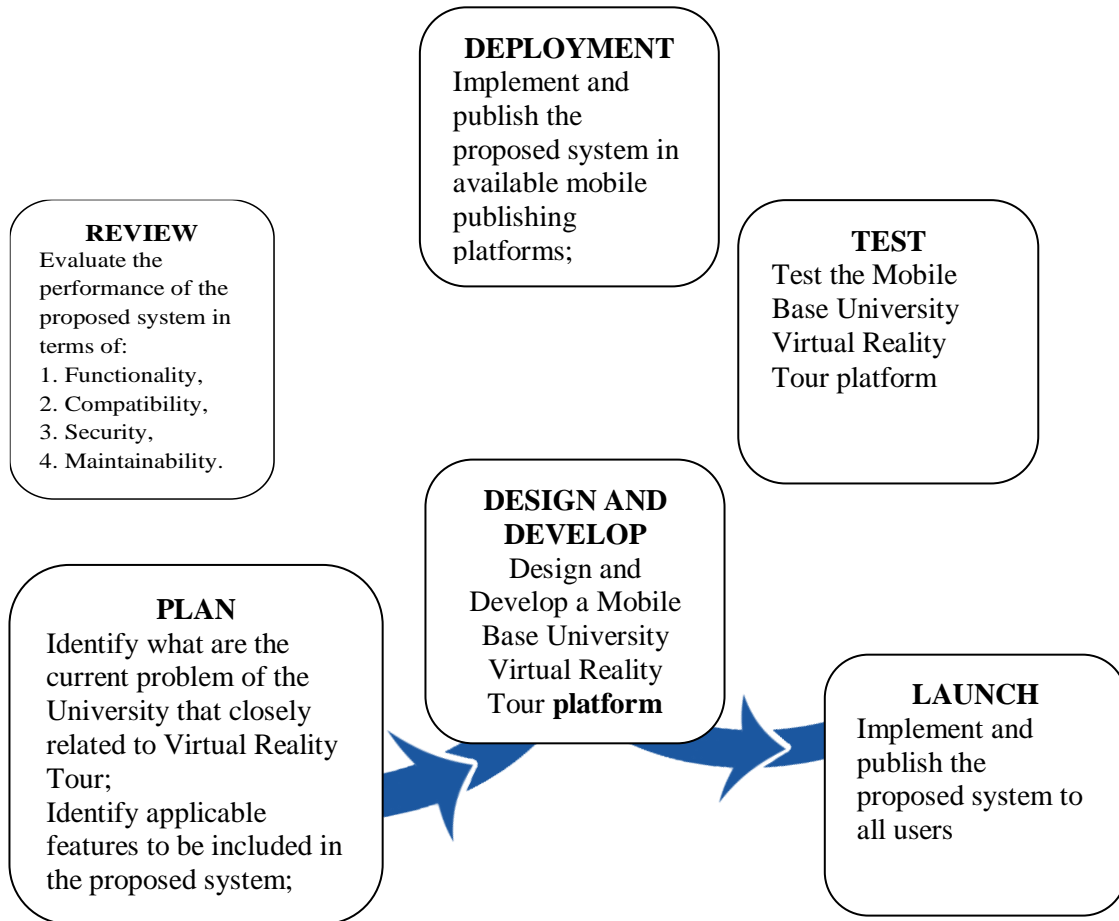 DEPLOYMENT
Implement and
publish the
proposed system in
available mobile
publishing
platforms;
REVIEW
Evaluate the
performance of the
proposed system in
terms of:
1. Functionality,
2. Compatibility,
3. Security,
4. Maintainability.
TEST
Test the Mobile
Base University
Virtual Reality
Tour platform
DESIGN AND
DEVELOP
Design and
Develop a Mobile
Base University
Virtual Reality
Tour platform
PLAN
Identify what are the
current problem of the
University that closely
related to Virtual Reality
Tour;
Identify applicable
features to be included in
the proposed system;
LAUNCH
Implement and
publish the
proposed system to
all users